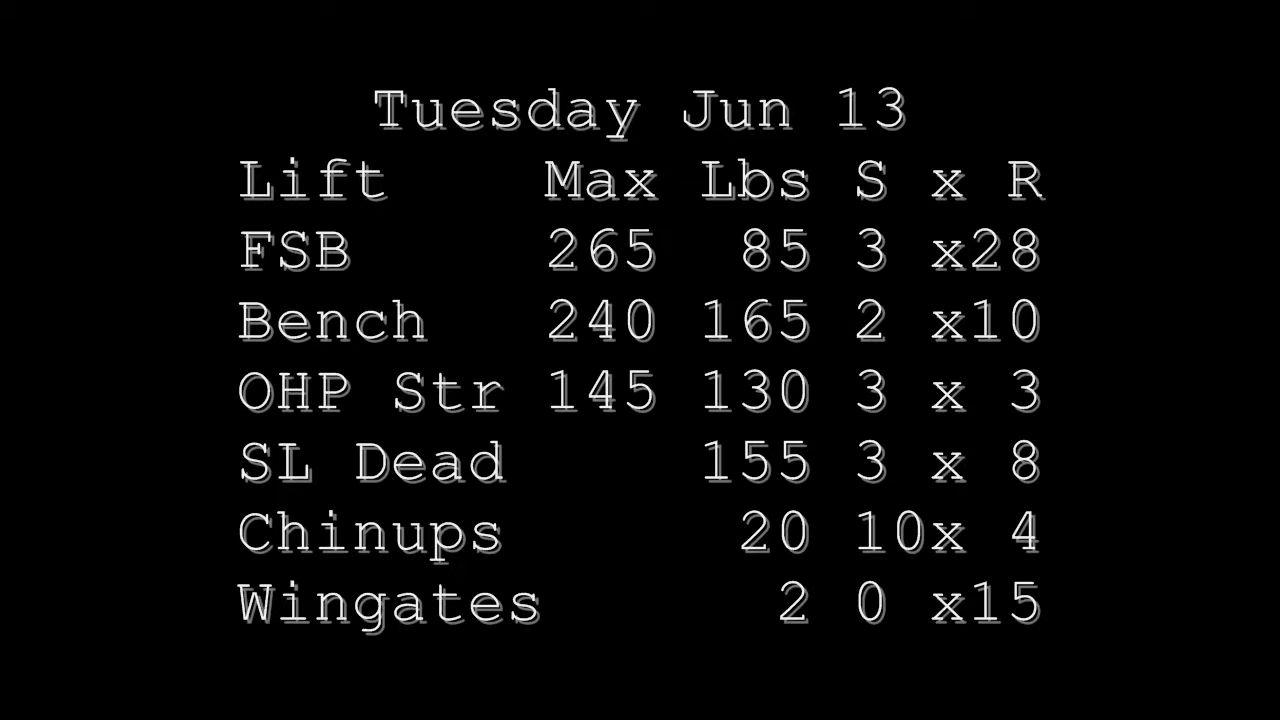 Tuesday Jun 13
Lift    Max Lbs S x R
FSB     265  85 3 x28
Bench   240 165 2 x10
OHP Str 145 130 3 x 3
SL Dead     155 3 x 8
Chinups      20 10x 4
Wingates      2 0 x15